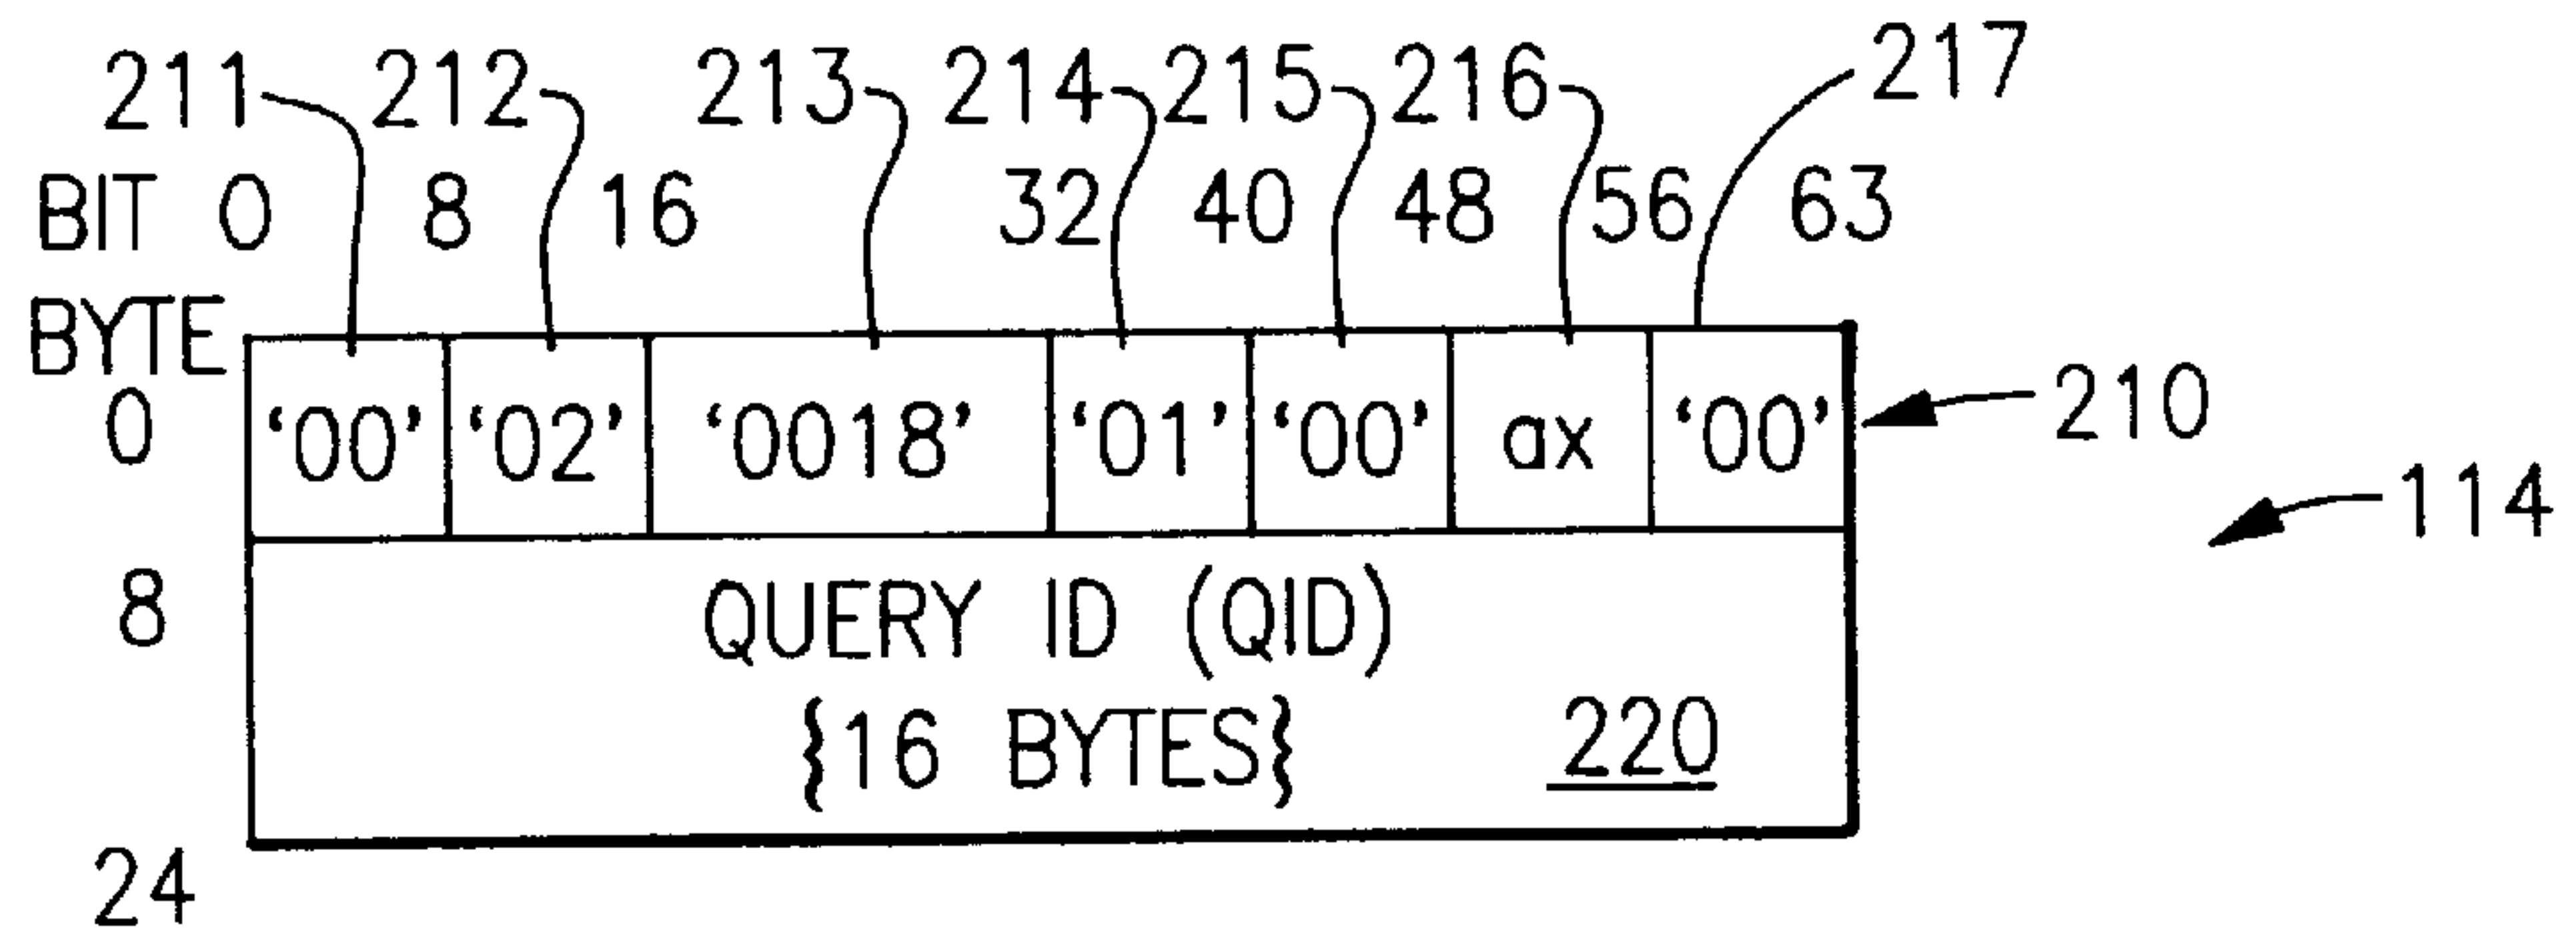 211 212 213 214 215 216 217
BIT 0 8 16 32 40 48 56 63
BYTE
0 '00' '02' '0018' '01' '00' ax '00' 210
114
8 QUERY ID (QID)
{16 BYTES} 220
24